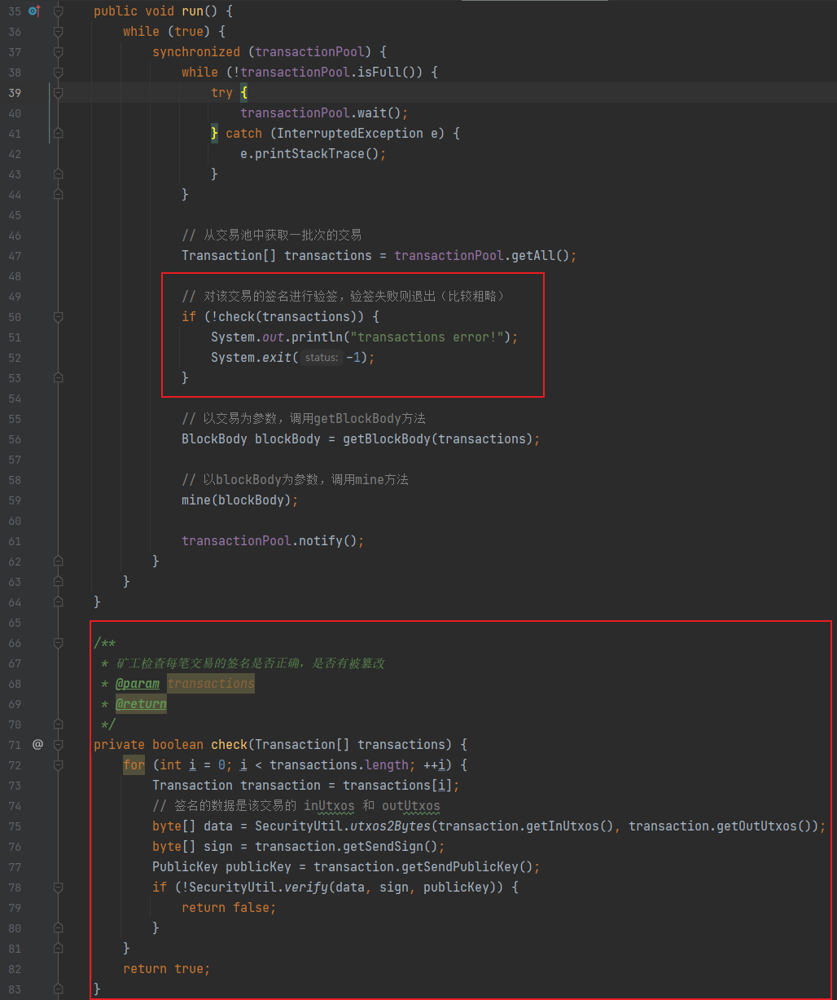 35 public void run() {
36 while (true) {
37 synchronized (transactionPool) {
38 while (!transactionPool.isFull()) {
39 try {
40 transactionPool.wait();
41 } catch (InterruptedException e) {
42 e.printStackTrace();
43 }
44 }
45
46 // 从交易池中获取一批次的交易
47 Transaction[] transactions = transactionPool.getAll();
48
49 // 对该交易的签名进行验签，验签失败则退出（比较粗略）
50 if (!check(transactions)) {
51 System.out.println("transactions error!");
52 System.exit( status: -1);
53 }
54
55 // 以交易为参数，调用getBlockBody方法
56 BlockBody blockBody = getBlockBody(transactions);
57
58 // 以blockBody为参数，调用mine方法
59 mine(blockBody);
60
61 transactionPool.notify();
62 }
63 }
64 }
65
66 /**
67 * 矿工检查每笔交易的签名是否正确，是否有被篡改
68 * @param transactions
69 * @return
70 */
71 @ private boolean check(Transaction[] transactions) {
72 for (int i = 0; i < transactions.length; ++i) {
73 Transaction transaction = transactions[i];
74 // 签名的数据是该交易的 inUtxos 和 outUtxos
75 byte[] data = SecurityUtil.utxos2Bytes(transaction.getInUtxos(), transaction.getOutUtxos());
76 byte[] sign = transaction.getSendSign();
77 PublicKey publicKey = transaction.getSendPublicKey();
78 if (!SecurityUtil.verify(data, sign, publicKey)) {
79 return false;
80 }
81 }
82 return true;
83 }